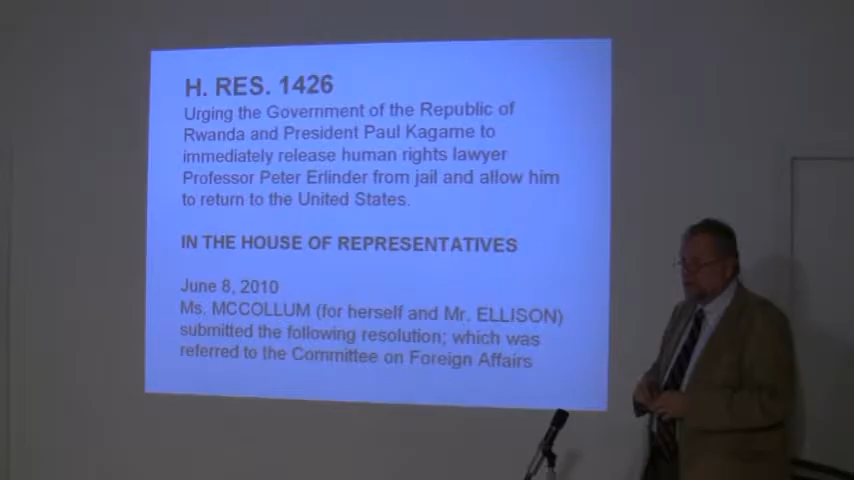 H. RES. 1426
Urging the Government of the Republic of
Rwanda and President Paul Kagame to
immediately release human rights lawyer
Professor Peter Erlinder from jail and allow him
to return to the United States.
IN THE HOUSE OF REPRESENTATIVES
June 8, 2010
Ms. MCCOLLUM (for herself and Mr. ELLISON)
submitted the following resolution; which was
referred to the Committee on Foreign Affairs